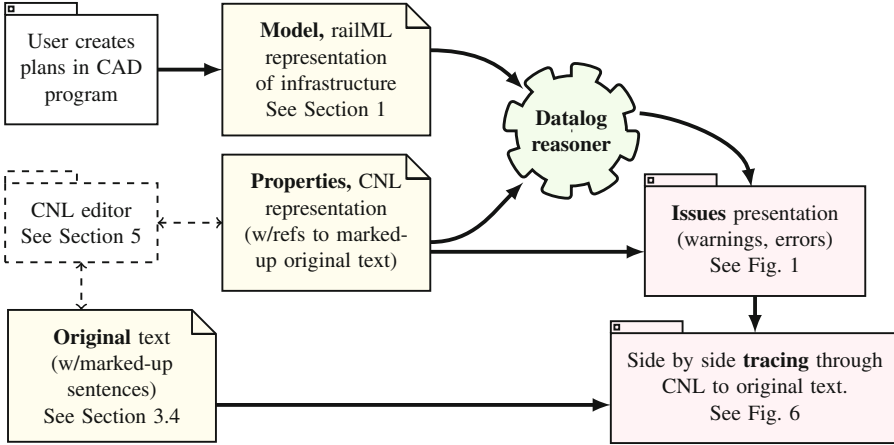 User creates
plans in CAD
program
Model, railML
representation
of infrastructure
See Section 1
Datalog
reasoner
CNL editor
See Section 5
Properties, CNL
representation
(w/refs to marked-
up original text)
Issues presentation
(warnings, errors)
See Fig. 1
Original text
(w/marked-up
sentences)
See Section 3.4
Side by side tracing through
CNL to original text.
See Fig. 6